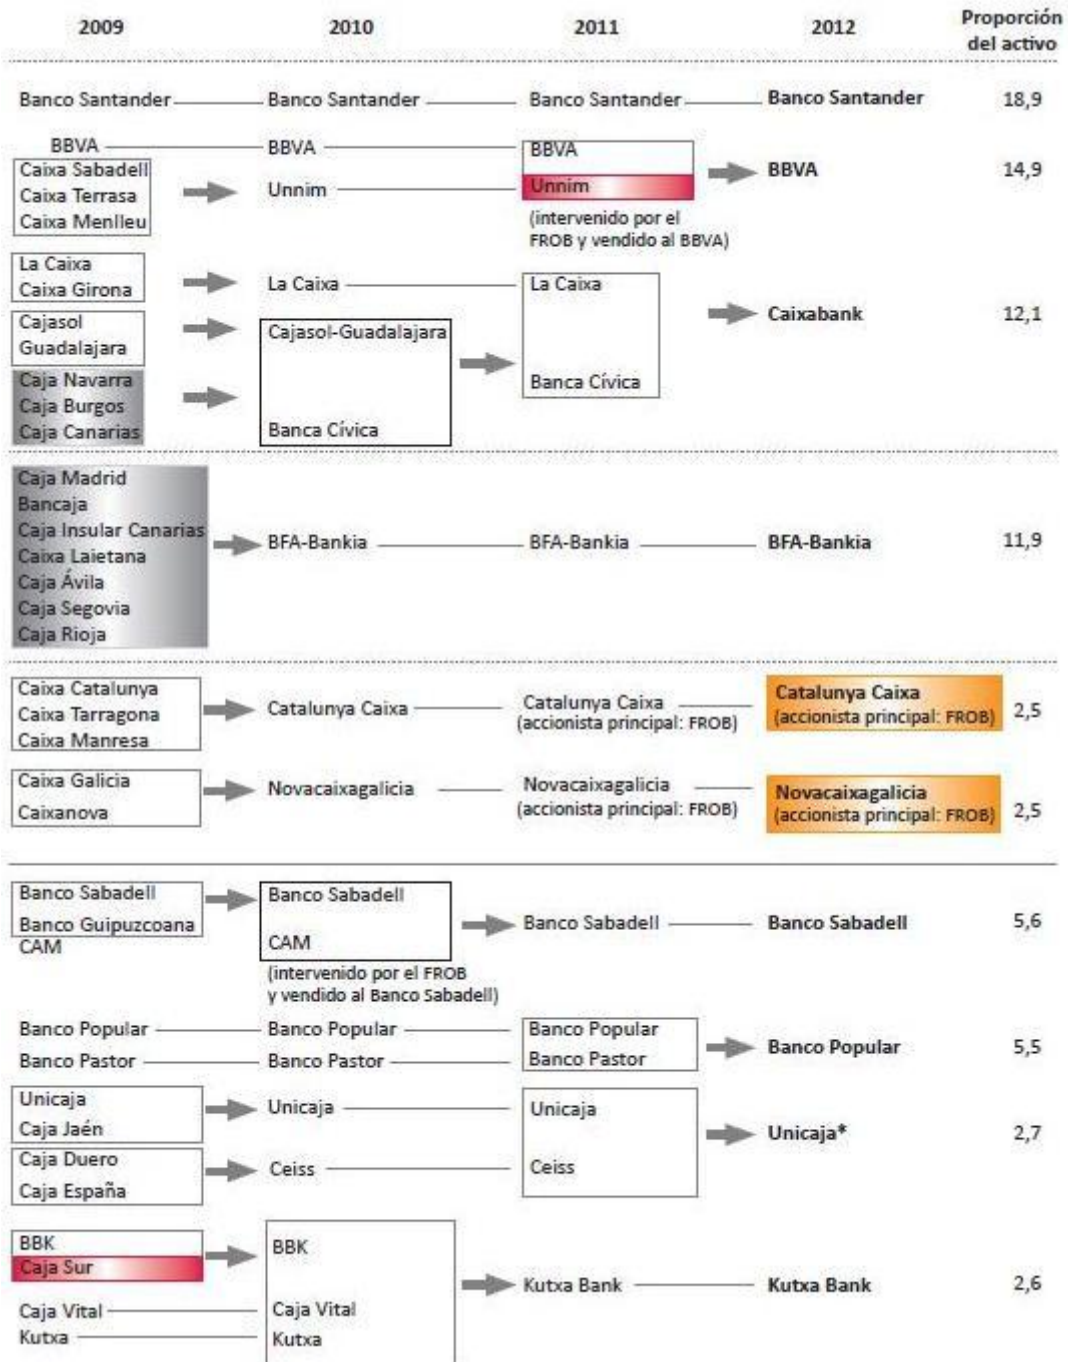 2009 2010 2011 2012 Proporción
del activo
Banco Santander Banco Santander Banco Santander Banco Santander 18,9
BBVA BBVA BBVA BBVA 14,9
Caixa Sabadell
Caixa Terrasa Unnim Unnim
Caixa Menlleu
(intervenido por el
FROB y vendido al BBVA)
La Caixa
Caixa Girona La Caixa La Caixa Caixabank 12,1
Cajasol Cajasol-Guadalajara
Guadalajara
Caja Navarra Banca Cívica
Caja Burgos
Caja Canarias Banca Cívica
Caja Madrid
Bancaja
Caja Insular Canarias BFA-Bankia BFA-Bankia BFA-Bankia 11,9
Caixa Laietana
Caja Ávila
Caja Segovia
Caja Rioja
Caixa Catalunya
Caixa Tarragona Catalunya Caixa Catalunya Caixa Catalunya Caixa 2,5
(accionista principal: FROB) (accionista principal: FROB)
Caixa Manresa
Caixa Galicia Novacaixagalicia Novacaixagalicia Novacaixagalicia 2,5
(accionista principal: FROB) (accionista principal: FROB)
Caixanova
Banco Sabadell Banco Sabadell
Banco Guipuzcoana Banco Sabadell Banco Sabadell 5,6
CAM CAM
(intervenido por el FROB
y vendido al Banco Sabadell)
Banco Popular Banco Popular Banco Popular Banco Popular 5,5
Banco Pastor Banco Pastor Banco Pastor
Unicaja Unicaja Unicaja Unicaja* 2,7
Caja Jaén
Caja Duero Ceiss Ceiss
Caja España
BBK BBK
Caja Sur Kutxa Bank Kutxa Bank 2,6
Caja Vital Caja Vital
Kutxa Kutxa